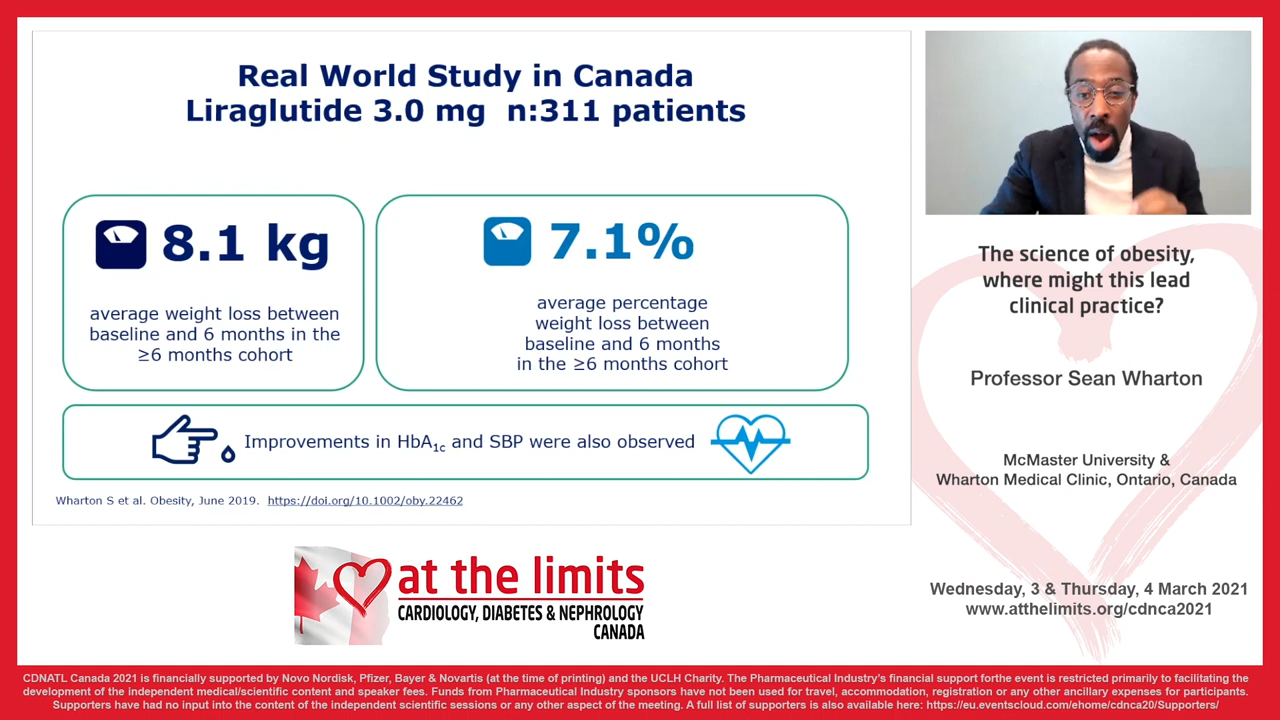 Real World Study in Canada
Liraglutide 3.0 mg n:311 patients
8.1 kg
average weight loss between
baseline and 6 months in the
≥6 months cohort
7.1%
average percentage
weight loss between
baseline and 6 months
in the ≥6 months cohort
Improvements in HbA1c and SBP were also observed
Wharton S et al. Obesity, June 2019. https://doi.org/10.1002/oby.22462
The science of obesity,
where might this lead
clinical practice?
Professor Sean Wharton
McMaster University &
Wharton Medical Clinic, Ontario, Canada
Wednesday, 3 & Thursday, 4 March 2021
www.atthelimits.org/cdnca2021
at the limits
CARDIOLOGY, DIABETES & NEPHROLOGY
CANADA
CDNATL Canada 2021 is financially supported by Novo Nordisk, Pfizer, Bayer & Novartis (at the time of printing) and the UCLH Charity. The Pharmaceutical Industry's financial support forthe event is restricted primarily to facilitating the
development of the independent medical/scientific content and speaker fees. Funds from Pharmaceutical Industry sponsors have not been used for travel, accommodation, registration or any other ancillary expenses for participants.
Supporters have had no input into the content of the independent scientific sessions or any other aspect of the meeting. A full list of supporters is also available here: https://eu.eventscloud.com/ehome/cdnca20/Supporters/